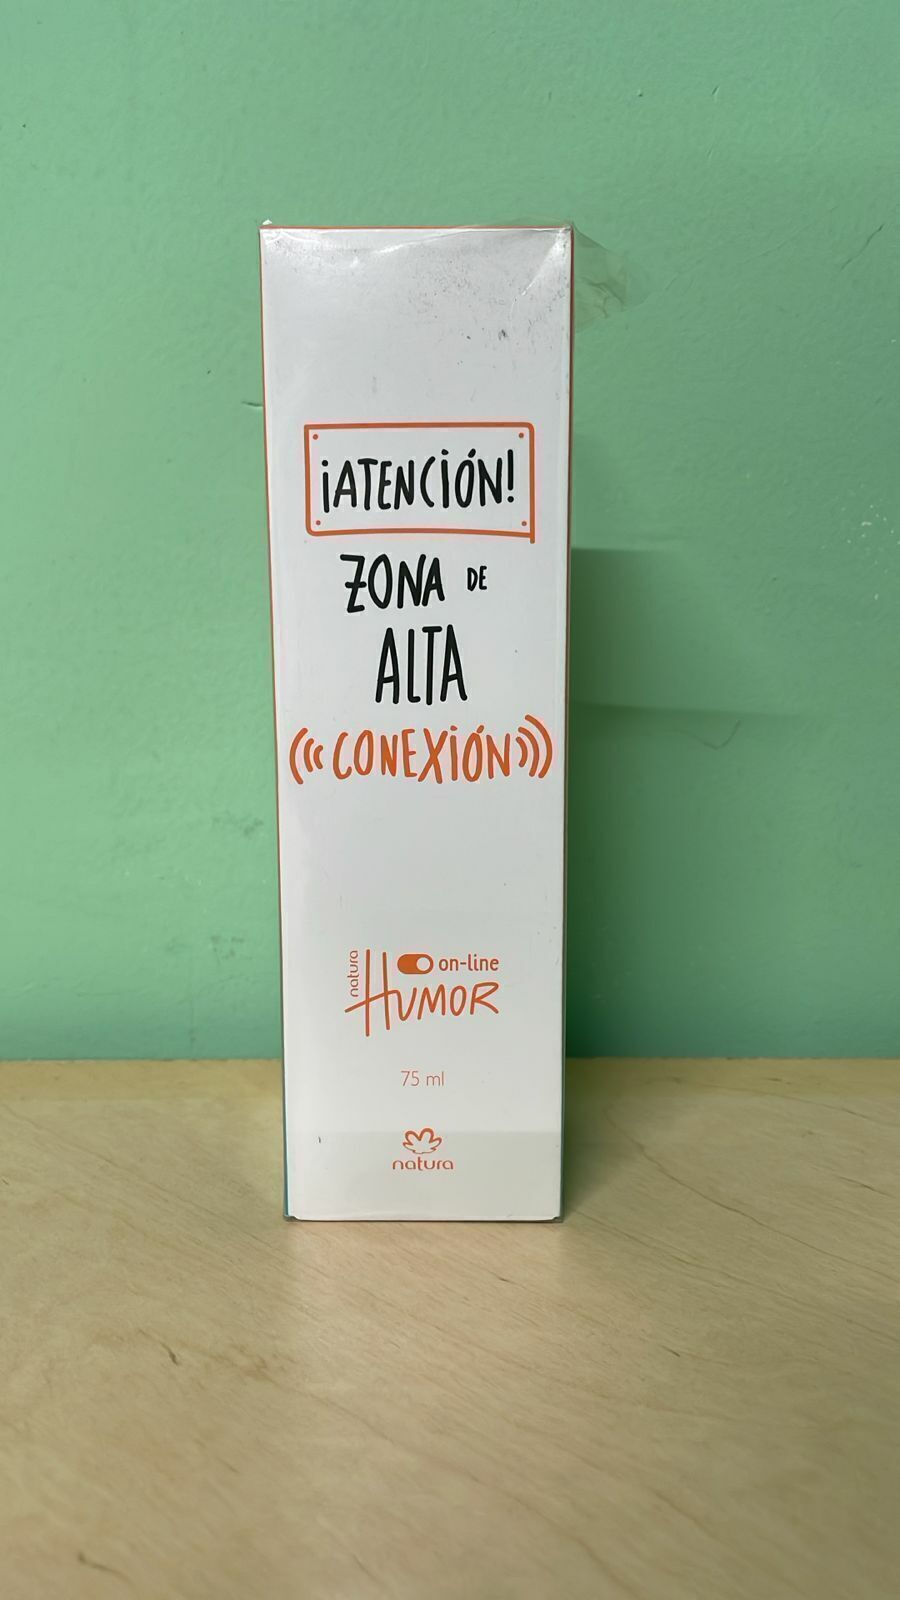 ¡ATENCIÓN!
ZONA DE
ALTA
CONEXIÓN
natura
on-line
HUMOR
75 ml
natura